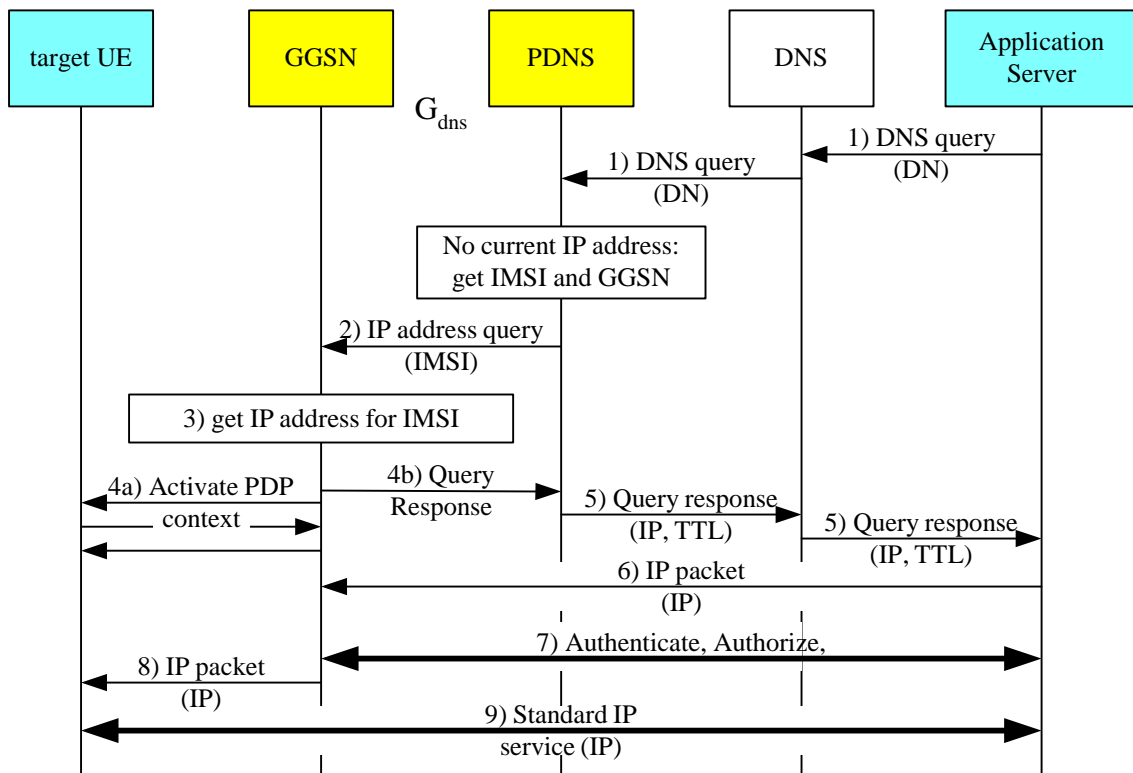 target UE
GGSN
PDNS
DNS
Application
Server
Gdns
1) DNS query
(DN)
1) DNS query
(DN)
No current IP address:
get IMSI and GGSN
2) IP address query
(IMSI)
3) get IP address for IMSI
4a) Activate PDP
context
4b) Query
Response
5) Query response
(IP, TTL)
5) Query response
(IP, TTL)
6) IP packet
(IP)
7) Authenticate, Authorize,
8) IP packet
(IP)
9) Standard IP
service (IP)